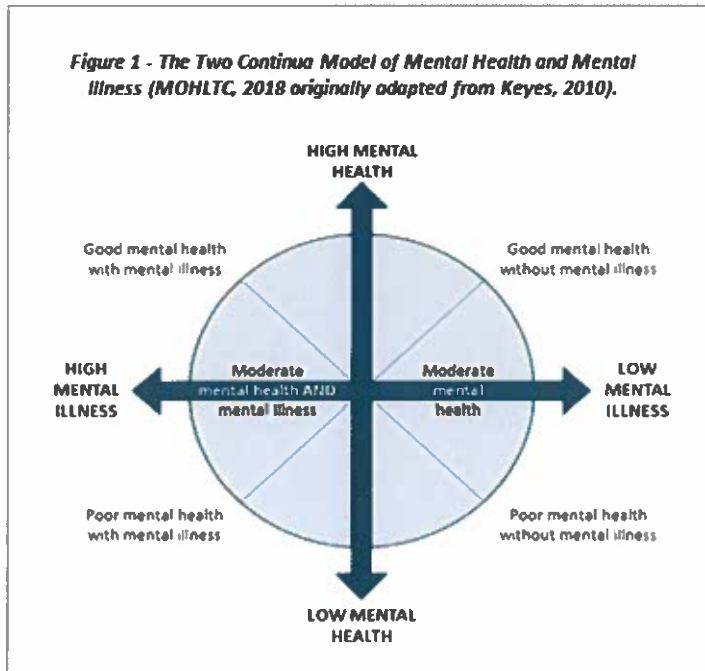 Figure 1 - The Two Continua Model of Mental Health and Mental
Illness (MOHLTC, 2018 originally adapted from Keyes, 2010).
HIGH MENTAL
HEALTH
Good mental health
with mental illness
Good mental health
without mental illness
HIGH
MENTAL
ILLNESS
Moderate
mental health AND
mental illness
Moderate
mental
health
LOW
MENTAL
ILLNESS
Poor mental health
with mental illness
Poor mental health
without mental illness
LOW MENTAL
HEALTH